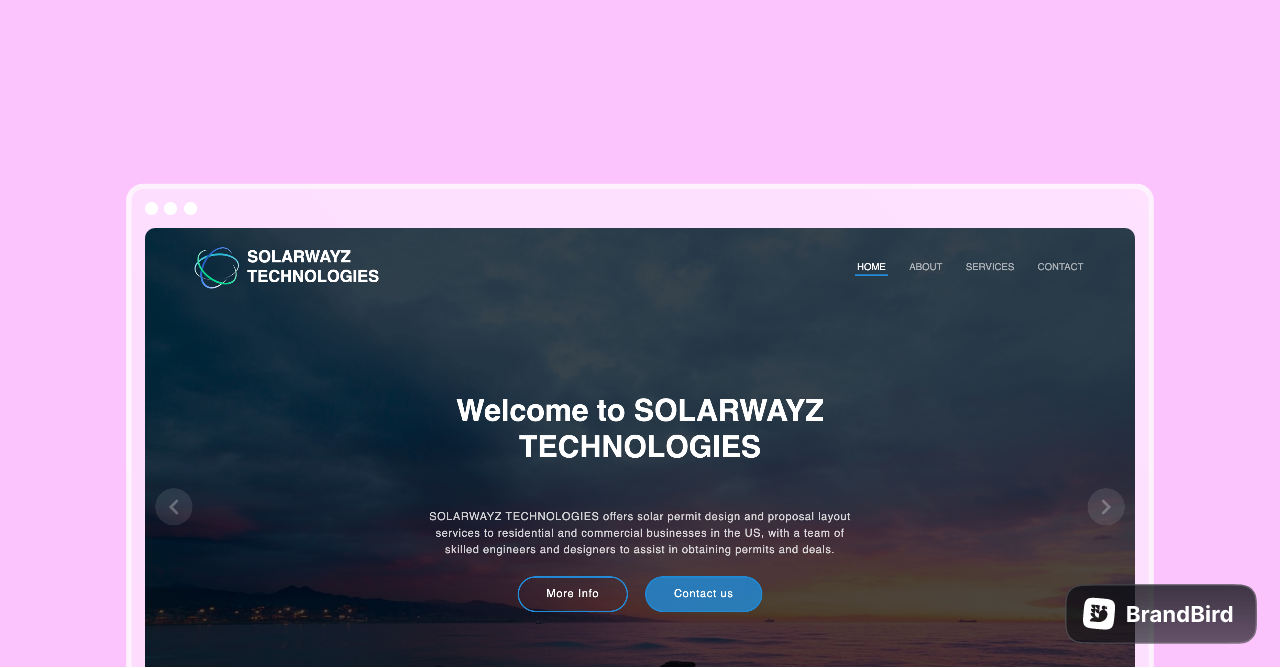 SOLARWAYZ
TECHNOLOGIES
HOME ABOUT SERVICES CONTACT
Welcome to SOLARWAYZ
TECHNOLOGIES
SOLARWAYZ TECHNOLOGIES offers solar permit design and proposal layout
services to residential and commercial businesses in the US, with a team of
skilled engineers and designers to assist in obtaining permits and deals.
More Info Contact us
BrandBird